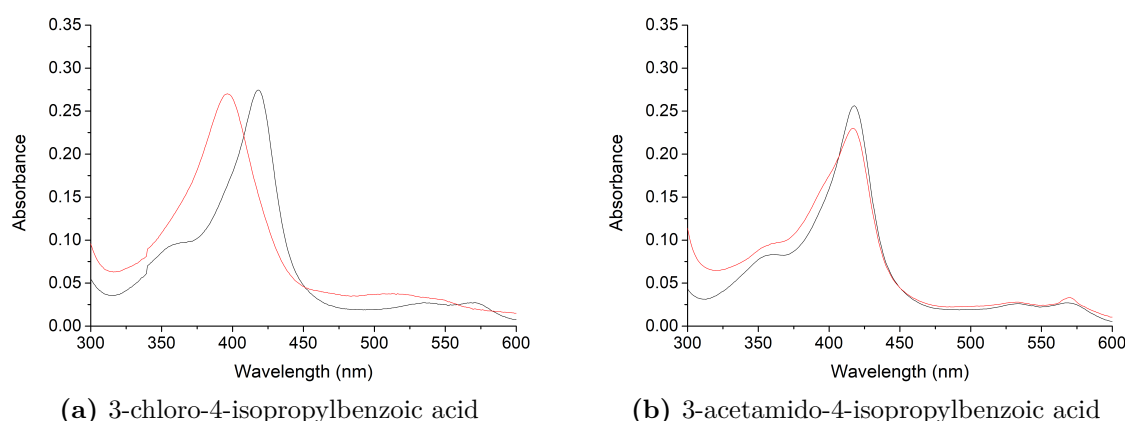 0.35
0.30
0.25
0.20
0.15
0.10
0.05
0.00
Absorbance
300 350 400 450 500 550 600
Wavelength (nm)
(a) 3-chloro-4-isopropylbenzoic acid
0.35
0.30
0.25
0.20
0.15
0.10
0.05
0.00
Absorbance
300 350 400 450 500 550 600
Wavelength (nm)
(b) 3-acetamido-4-isopropylbenzoic acid